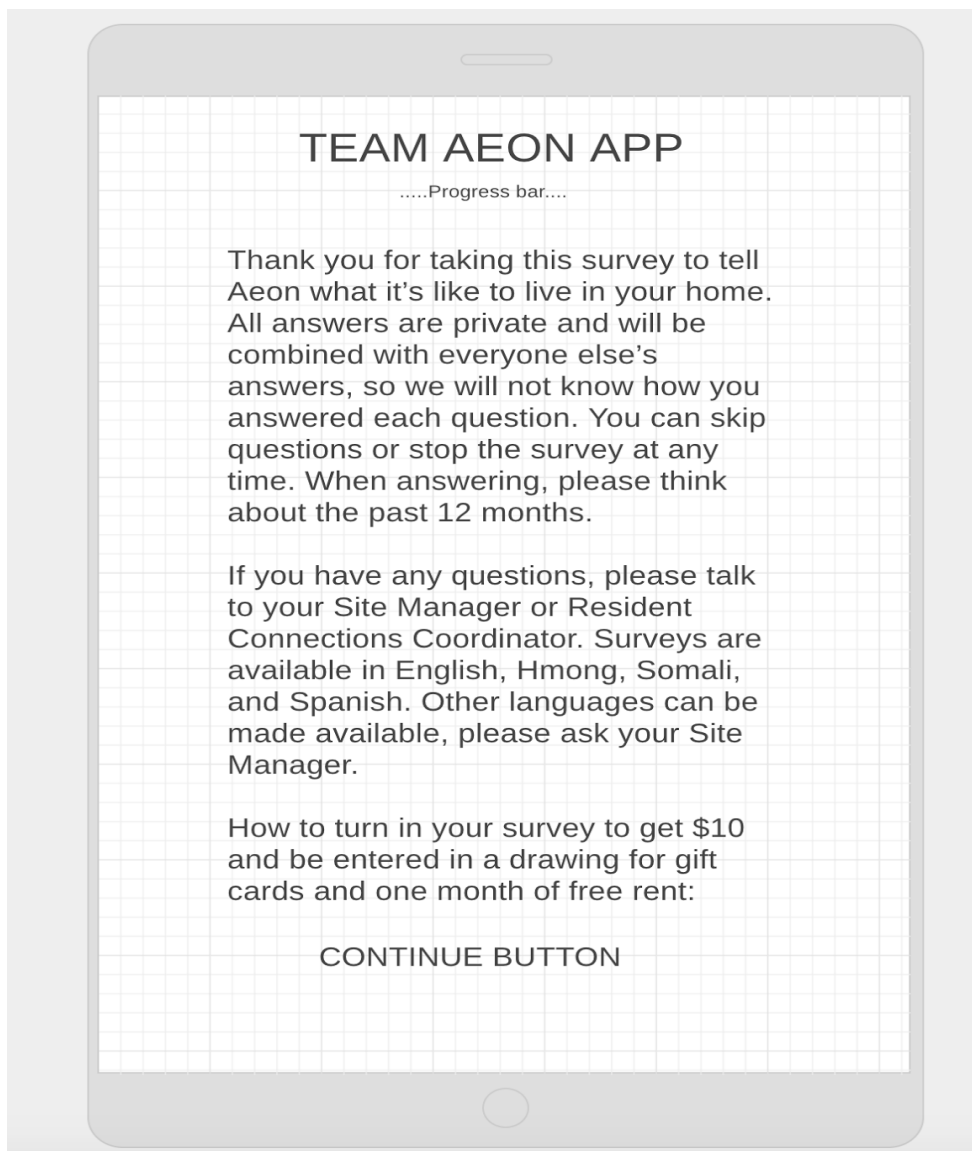 TEAM AEON APP
.....Progress bar....
Thank you for taking this survey to tell
Aeon what it’s like to live in your home.
All answers are private and will be
combined with everyone else’s
answers, so we will not know how you
answered each question. You can skip
questions or stop the survey at any
time. When answering, please think
about the past 12 months.
If you have any questions, please talk
to your Site Manager or Resident
Connections Coordinator. Surveys are
available in English, Hmong, Somali,
and Spanish. Other languages can be
made available, please ask your Site
Manager.
How to turn in your survey to get $10
and be entered in a drawing for gift
cards and one month of free rent:
CONTINUE BUTTON